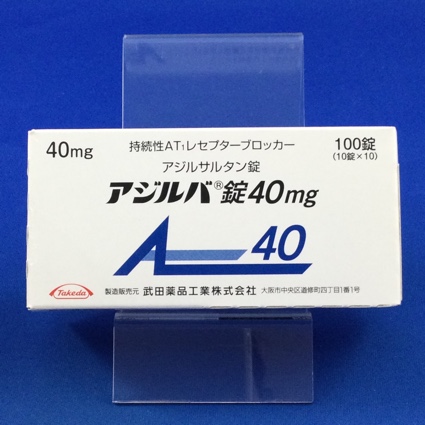 40mg
持続性AT₁レセプターブロッカー
100錠
(10錠×10)
アジルサルタン錠
アジルバ®錠40mg
40
Takeda
製造販売元 武田薬品工業株式会社 大阪市中央区道修町四丁目1番1号